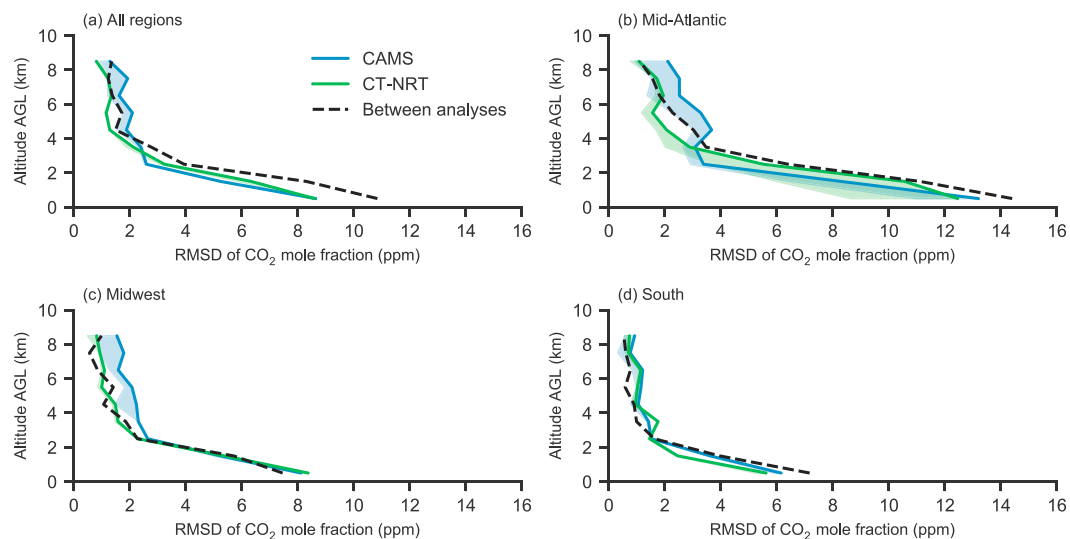 (a) All regions
10
8
6
4
2
0
Altitude AGL (km)
0 2 4 6 8 10 12 14 16
RMSD of CO₂ mole fraction (ppm)
CAMS
CT-NRT
Between analyses
(b) Mid-Atlantic
10
8
6
4
2
0
Altitude AGL (km)
0 2 4 6 8 10 12 14 16
RMSD of CO₂ mole fraction (ppm)
(c) Midwest
10
8
6
4
2
0
Altitude AGL (km)
0 2 4 6 8 10 12 14 16
RMSD of CO₂ mole fraction (ppm)
(d) South
10
8
6
4
2
0
Altitude AGL (km)
0 2 4 6 8 10 12 14 16
RMSD of CO₂ mole fraction (ppm)